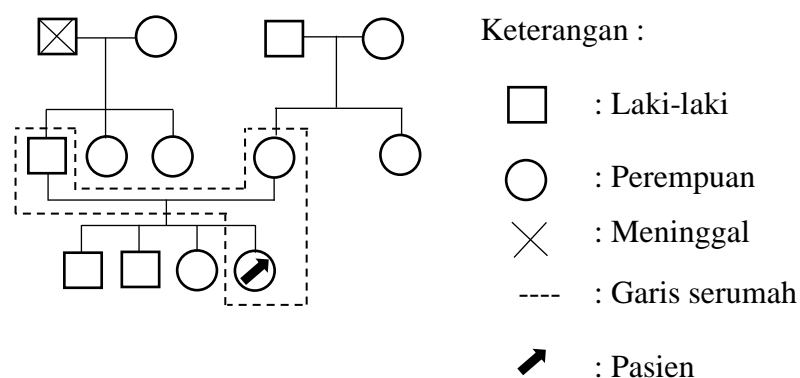 Keterangan :
: Laki-laki
: Perempuan
: Meninggal
: Garis serumah
: Pasien